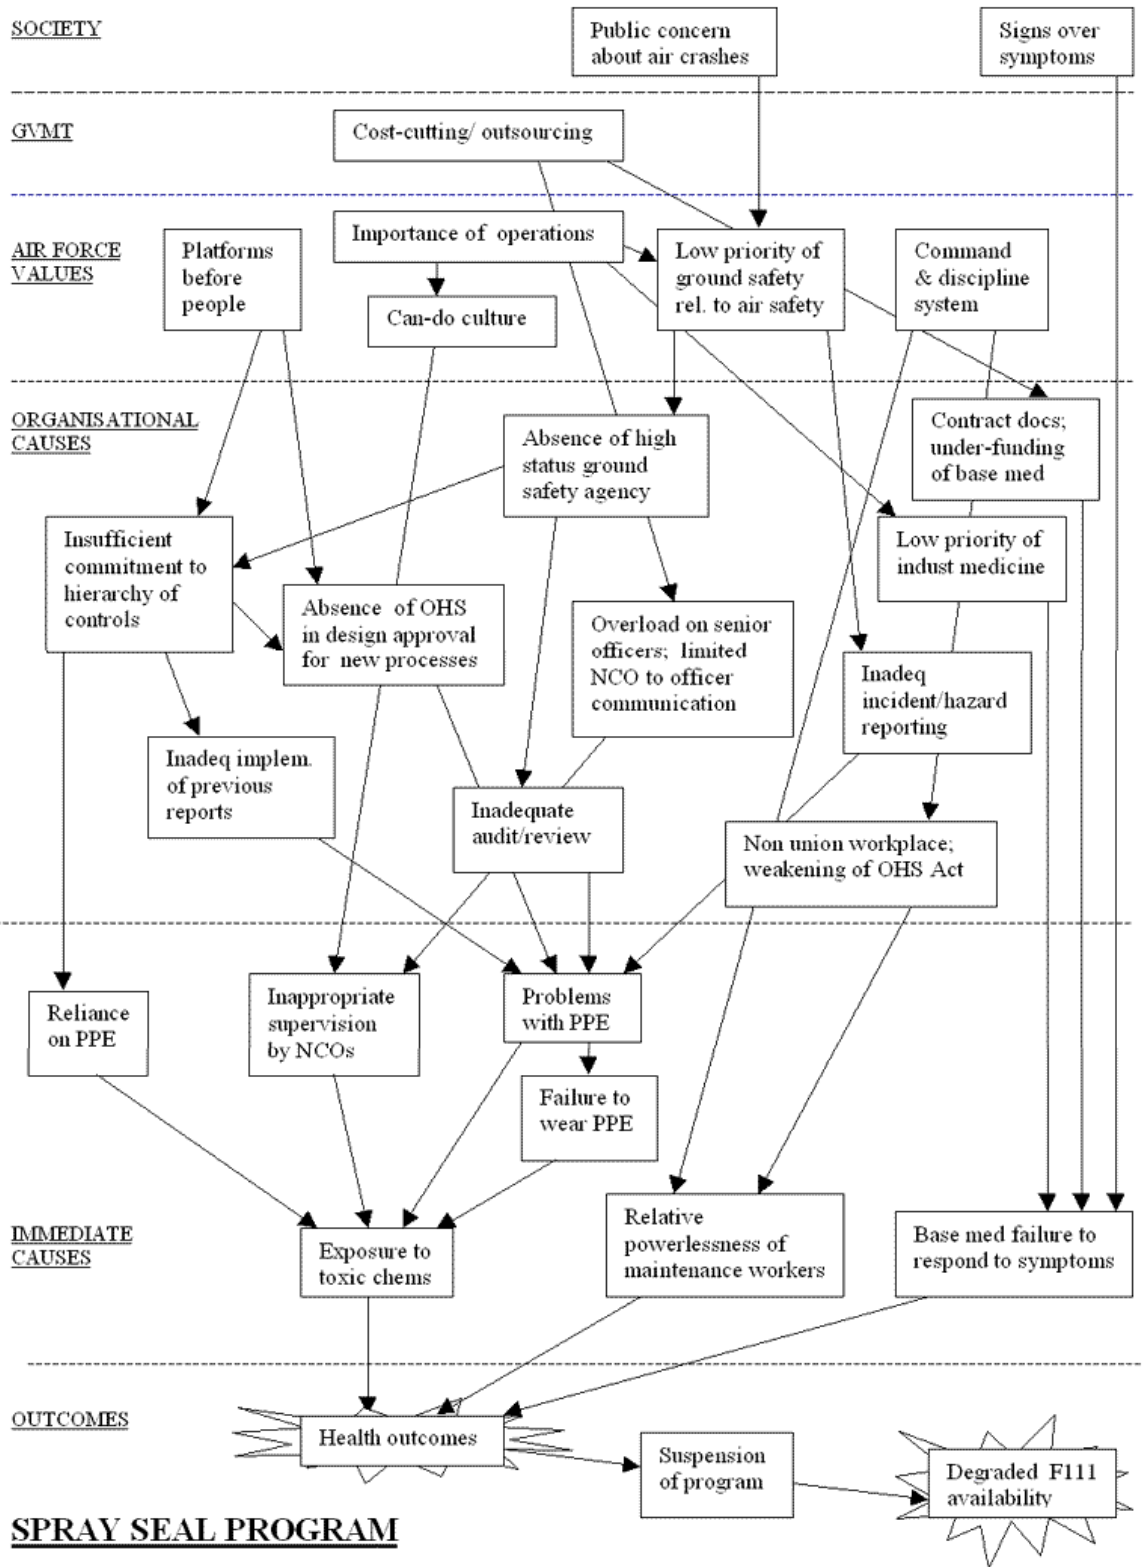 SOCIETY
Public concern
about air crashes
Signs over
symptoms
GVMT
Cost-cutting/ outsourcing
AIR FORCE
VALUES
Platforms
before
people
Importance of operations
Can-do culture
Low priority of
ground safety
rel. to air safety
Command
& discipline
system
ORGANISATIONAL
CAUSES
Absence of high
status ground
safety agency
Contract docs;
under-funding
of base med
Insufficient
commitment to
hierarchy of
controls
Low priority of
indust medicine
Absence of OHS
in design approval
for new processes
Overload on senior
officers; limited
NCO to officer
communication
Inadeq
incident/hazard
reporting
Inadeq implem.
of previous
reports
Inadequate
audit/review
Non union workplace;
weakening of OHS Act
Reliance
on PPE
Inappropriate
supervision
by NCOs
Problems
with PPE
Failure to
wear PPE
IMMEDIATE
CAUSES
Exposure to
toxic chems
Relative
powerlessness of
maintenance workers
Base med failure to
respond to symptoms
OUTCOMES
Health outcomes
Suspension
of program
Degraded F111
availability
SPRAY SEAL PROGRAM